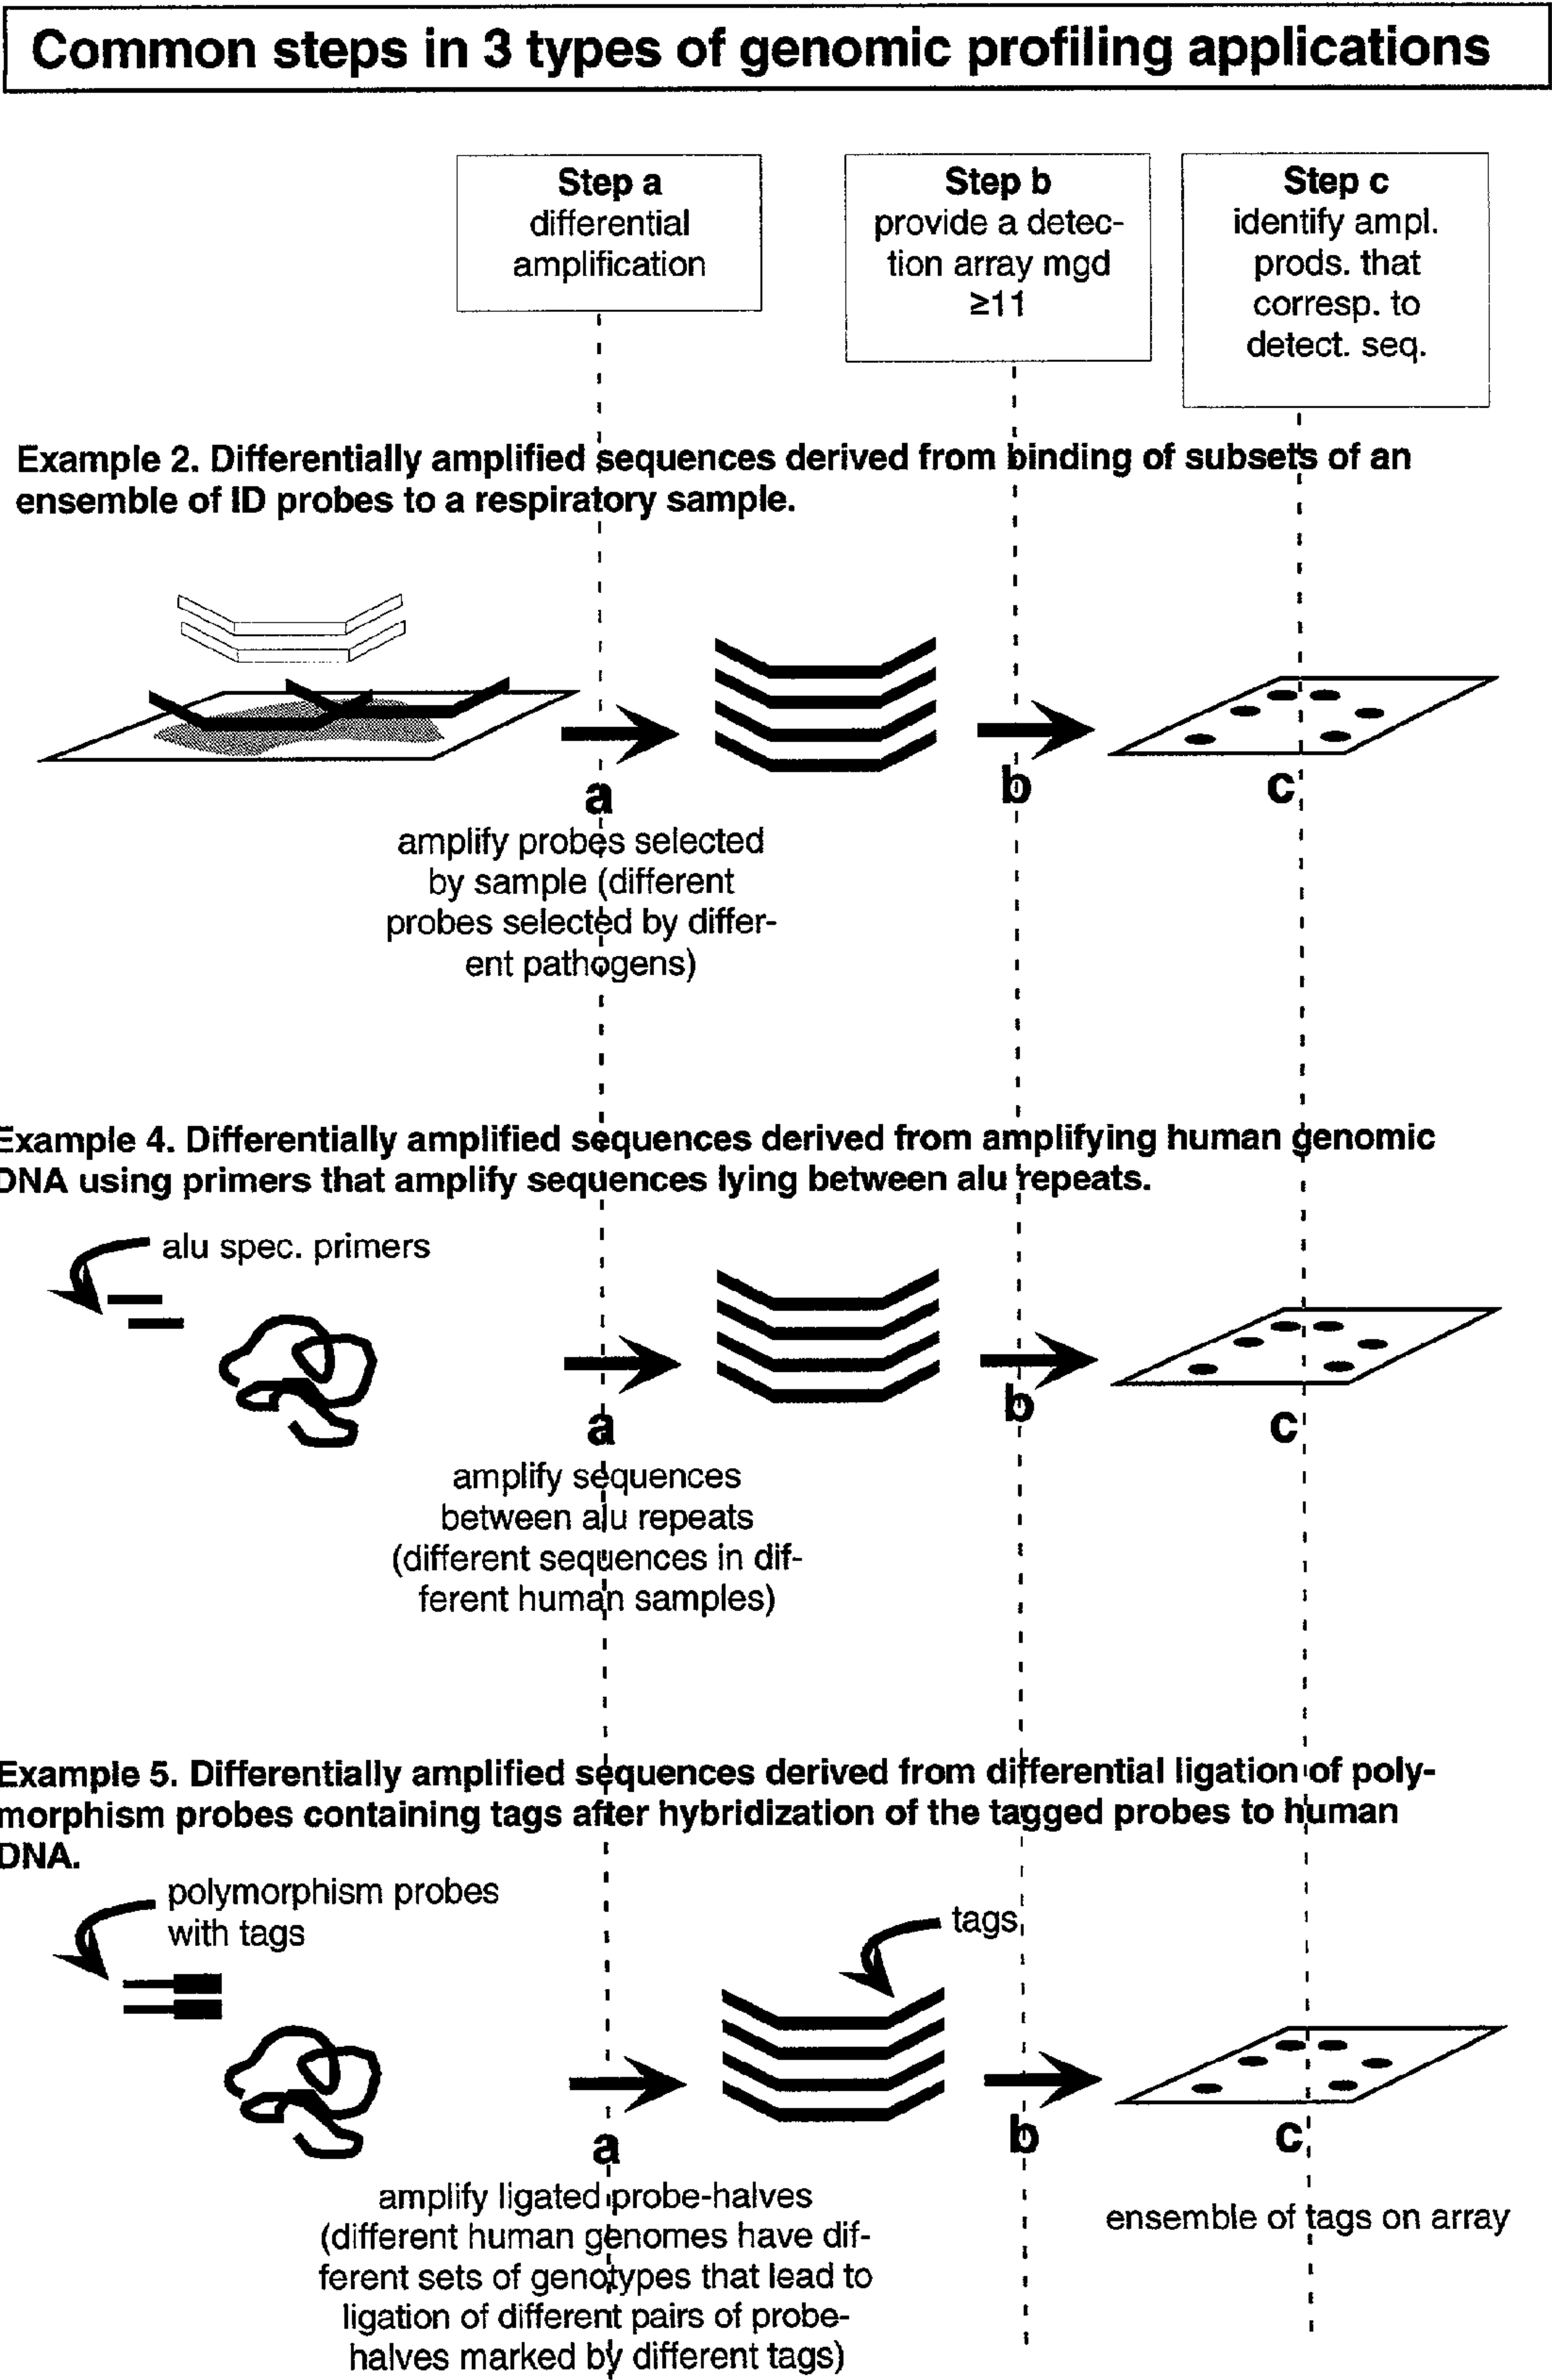 Common steps in 3 types of genomic profiling applications
Step a
differential
amplification
Step b
provide a detec-
tion array mgd
≥11
Step c
identify ampl.
prods. that
corresp. to
detect. seq.
Example 2. Differentially amplified sequences derived from binding of subsets of an
ensemble of ID probes to a respiratory sample.
a
b
c
amplify probes selected
by sample (different
probes selected by differ-
ent pathogens)
Example 4. Differentially amplified sequences derived from amplifying human genomic
DNA using primers that amplify sequences lying between alu repeats.
alu spec. primers
a
b
c
amplify sequences
between alu repeats
(different sequences in dif-
ferent human samples)
Example 5. Differentially amplified sequences derived from differential ligation of poly-
morphism probes containing tags after hybridization of the tagged probes to human
DNA.
polymorphism probes
with tags
tags
a
b
c
amplify ligated probe-halves
(different human genomes have dif-
ferent sets of genotypes that lead to
ligation of different pairs of probe-
halves marked by different tags)
ensemble of tags on array